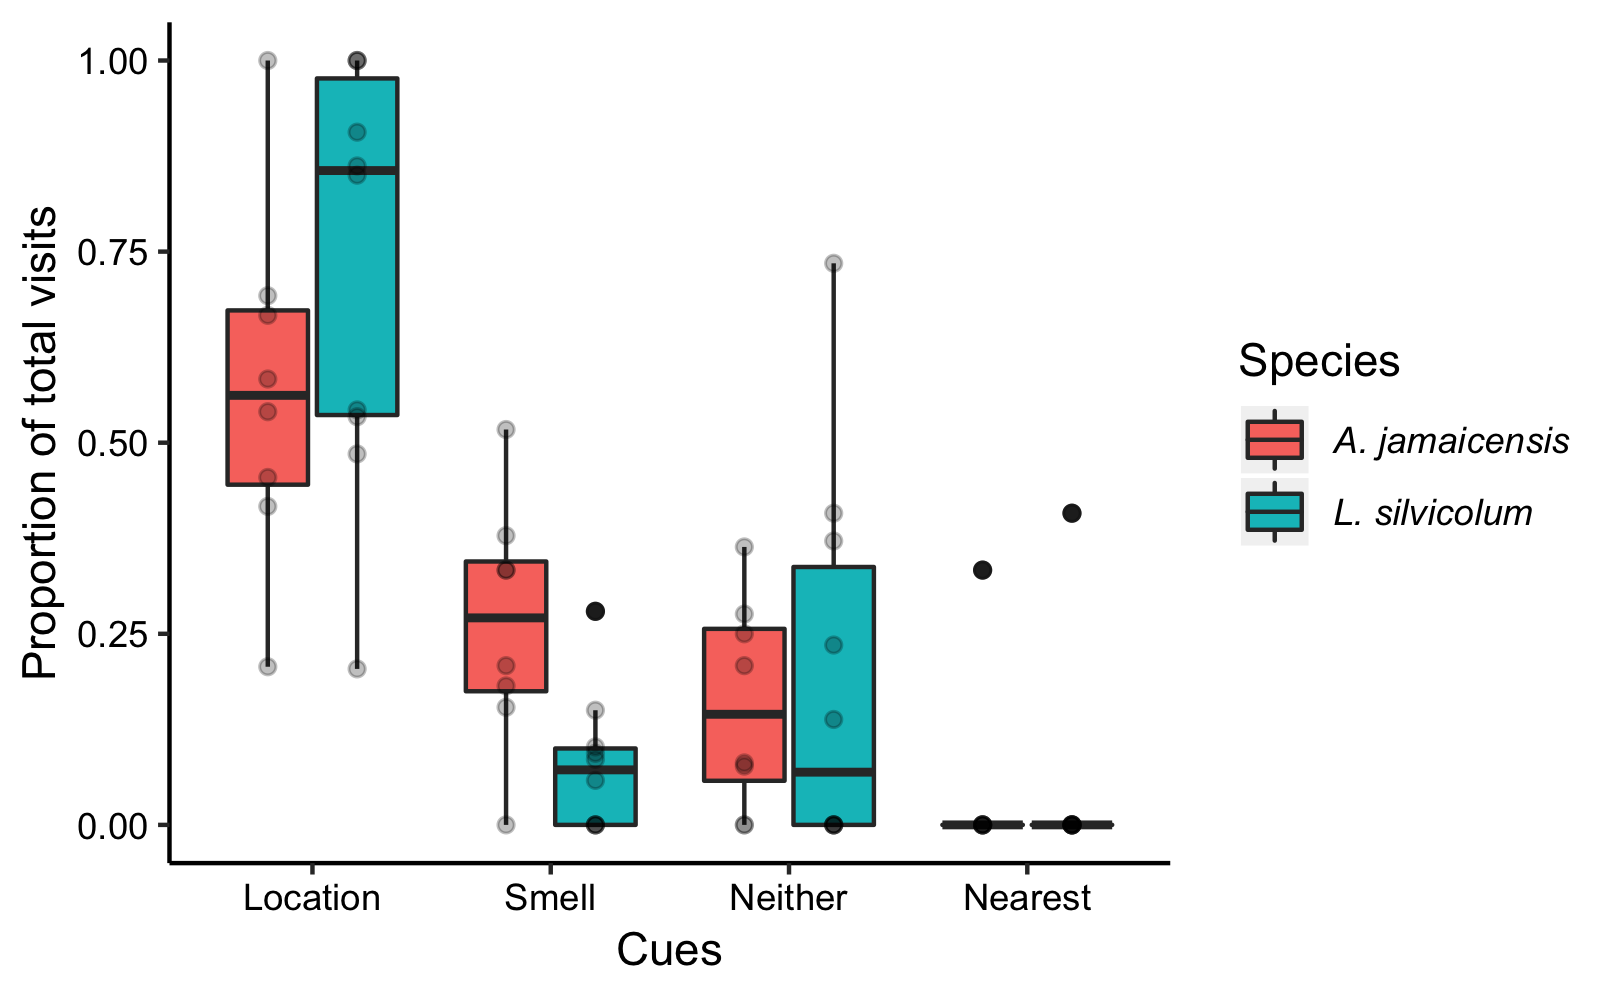 Proportion of total visits
1.00
0.75
0.50
0.25
0.00
Location Smell Neither Nearest
Cues
Species
A. jamaicensis
L. silvicolum